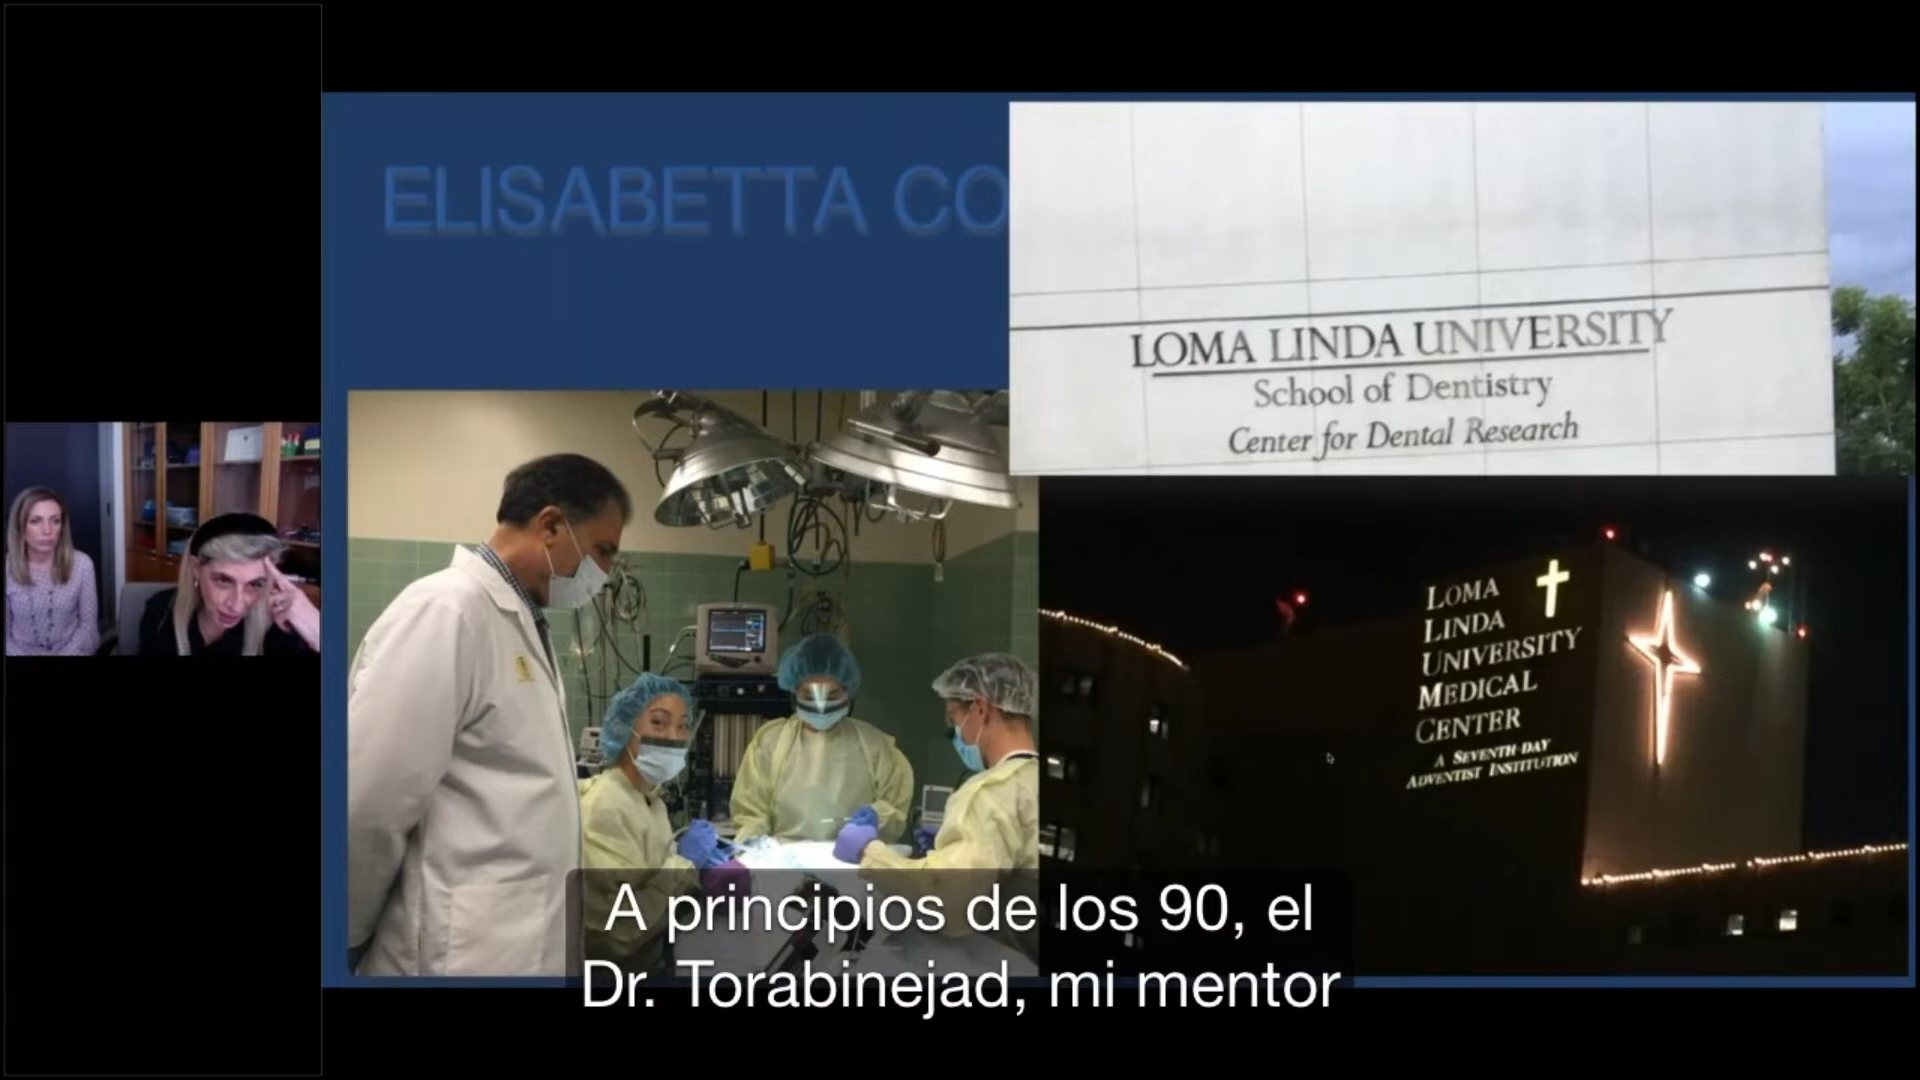 ELISABETTA CO
LOMA LINDA UNIVERSITY
School of Dentistry
Center for Dental Research
LOMA
LINDA
UNIVERSITY
MEDICAL
CENTER
A SEVENTH-DAY
ADVENTIST INSTITUTION
A principios de los 90, el
Dr. Torabinejad, mi mentor